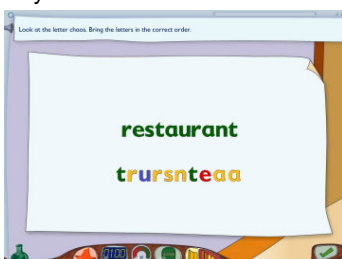 Look at the letter chaos. Bring the letters in the correct order.
restaurant
trursnteaa